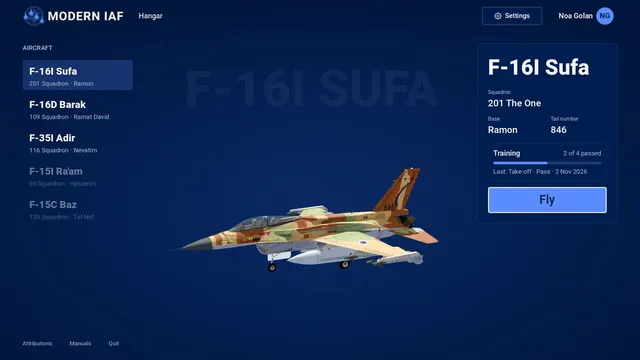 MODERN IAF
Hangar
Settings
Noa Golan
NG
AIRCRAFT
F-16I Sufa
201 Squadron · Ramon
F-16D Barak
109 Squadron · Ramat David
F-35I Adir
116 Squadron · Nevatim
F-15I Ra'am
69 Squadron · Hatzerim
F-15C Baz
133 Squadron · Tel Nof
F-16I SUFA
F-16I Sufa
Squadron
201 The One
Base
Tail number
Ramon
846
Training
2 of 4 passed
Last: Take-off · Pass · 2 Nov 2026
Fly
Attributions
Manuals
Quit